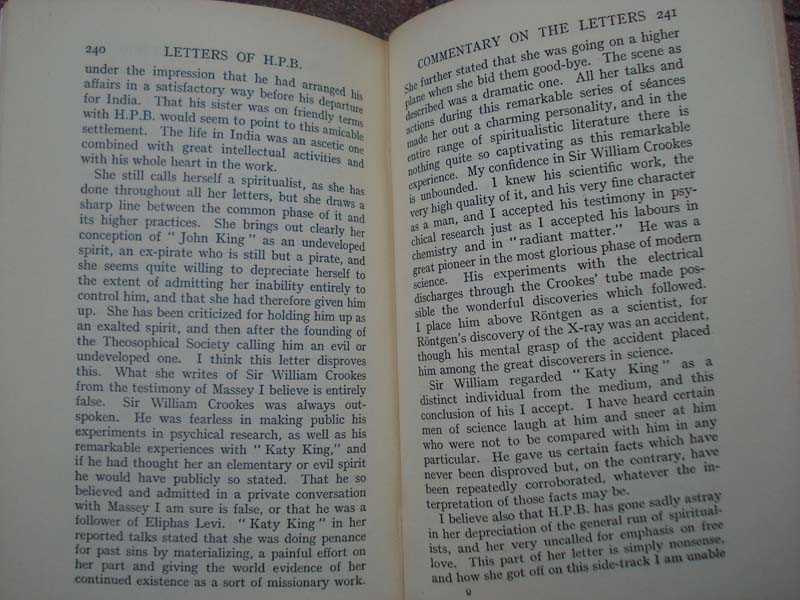 240 LETTERS OF H.P.B.
under the impression that he had arranged his
affairs in a satisfactory way before his departure
for India. That his sister was on friendly terms
with H.P.B. would seem to point to this amicable
settlement. The life in India was an ascetic one
combined with great intellectual activities and
with his whole heart in the work.
She still calls herself a spiritualist, as she has
done throughout all her letters, but she draws a
sharp line between the common phase of it and
its higher practices. She brings out clearly her
conception of "John King" as an undeveloped
spirit, an ex-pirate who is still but a pirate, and
she seems quite willing to depreciate herself to
the extent of admitting her inability entirely to
control him, and that she had therefore given him
up. She has been criticized for holding him up as
an exalted spirit, and then after the founding of
the Theosophical Society calling him an evil or
undeveloped one. I think this letter disproves
this. What she writes of Sir William Crookes
from the testimony of Massey I believe is entirely
false. Sir William Crookes was always out-
spoken. He was fearless in making public his
experiments in psychical research, as well as his
remarkable experiences with "Katy King," and
if he had thought her an elementary or evil spirit
he would have publicly so stated. That he so
believed and admitted in a private conversation
with Massey I am sure is false, or that he was a
follower of Eliphas Levi. "Katy King" in her
reported talks stated that she was doing penance
for past sins by materializing, a painful effort on
her part and giving the world evidence of her
continued existence as a sort of missionary work.
COMMENTARY ON THE LETTERS 241
She further stated that she was going on a higher
plane when she bid them good-bye. The scene as
described was a dramatic one. All her talks and
actions during this remarkable series of séances
made her out a charming personality, and in the
entire range of spiritualistic literature there is
nothing quite so captivating as this remarkable
experience. My confidence in Sir William Crookes
is unbounded. I knew his scientific work, the
very high quality of it, and his very fine character
as a man, and I accepted his testimony in psy-
chical research just as I accepted his labours in
chemistry and in "radiant matter." He was a
great pioneer in the most glorious phase of modern
science. His experiments with the electrical
discharges through the Crookes' tube made pos-
sible the wonderful discoveries which followed.
I place him above Röntgen as a scientist, for
Röntgen's discovery of the X-ray was an accident,
though his mental grasp of the accident placed
him among the great discoverers in science.
Sir William regarded "Katy King" as a
distinct individual from the medium, and this
conclusion of his I accept. I have heard certain
men of science laugh at him and sneer at him
who were not to be compared with him in any
particular. He gave us certain facts which have
never been disproved but, on the contrary, have
been repeatedly corroborated, whatever the in-
terpretation of those facts may be.
I believe also that H.P.B. has gone sadly astray
in her depreciation of the general run of spiritual-
ists, and her very uncalled for emphasis on free
love. This part of her letter is simply nonsense,
and how she got off on this side-track I am unable